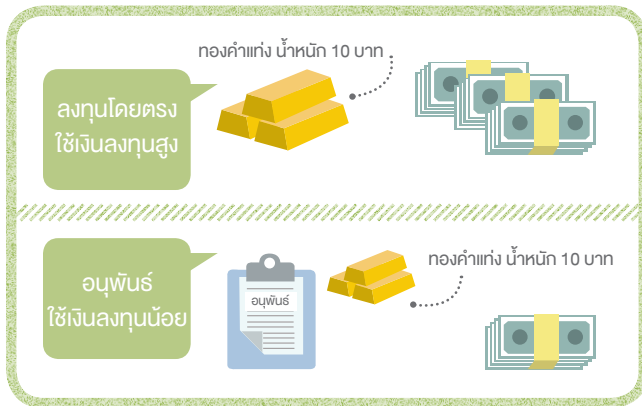 ทองคำแท่ง น้ำหนัก 10 บาท
ลงทุนโดยตรง
ใช้เงินลงทุนสูง
ทองคำแท่ง น้ำหนัก 10 บาท
อนุพันธ์
อนุพันธ์
ใช้เงินลงทุนน้อย